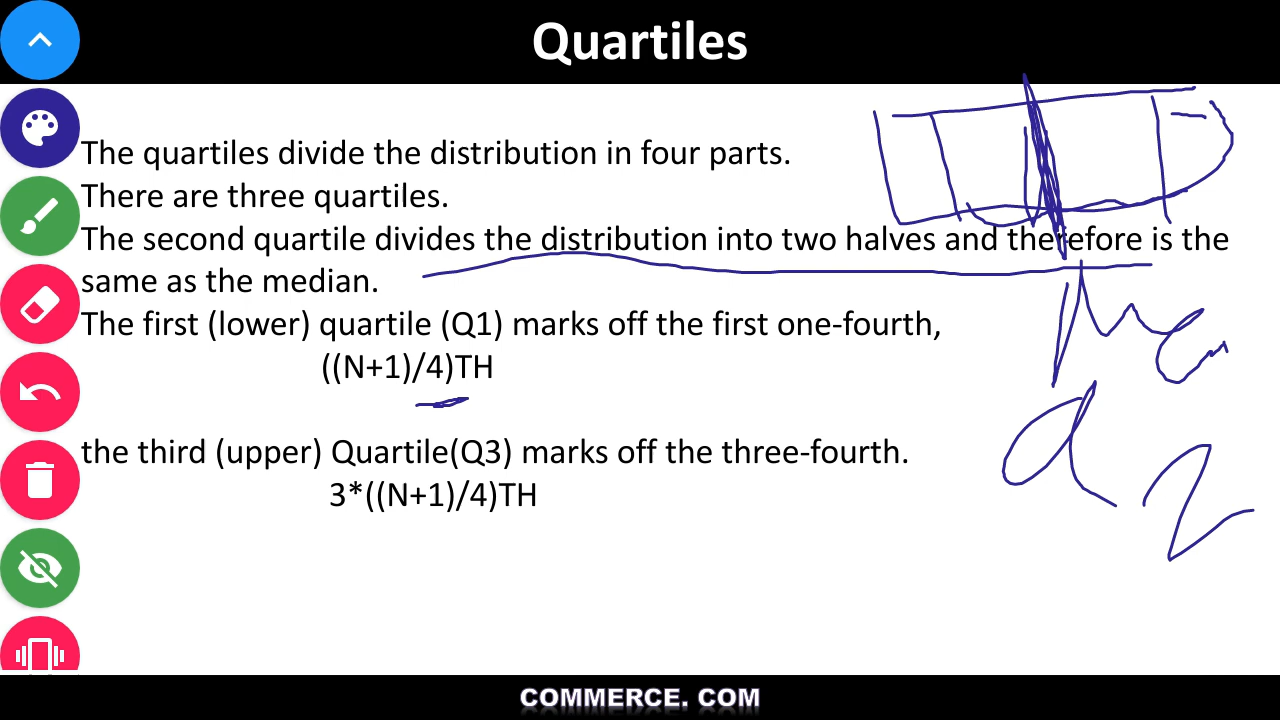 Quartiles
The quartiles divide the distribution in four parts.
There are three quartiles.
The second quartile divides the distribution into two halves and therefore is the
same as the median.
The first (lower) quartile (Q1) marks off the first one-fourth,
((N+1)/4)TH
the third (upper) Quartile(Q3) marks off the three-fourth.
3*((N+1)/4)TH
Me
Q2
COMMERCE. COM